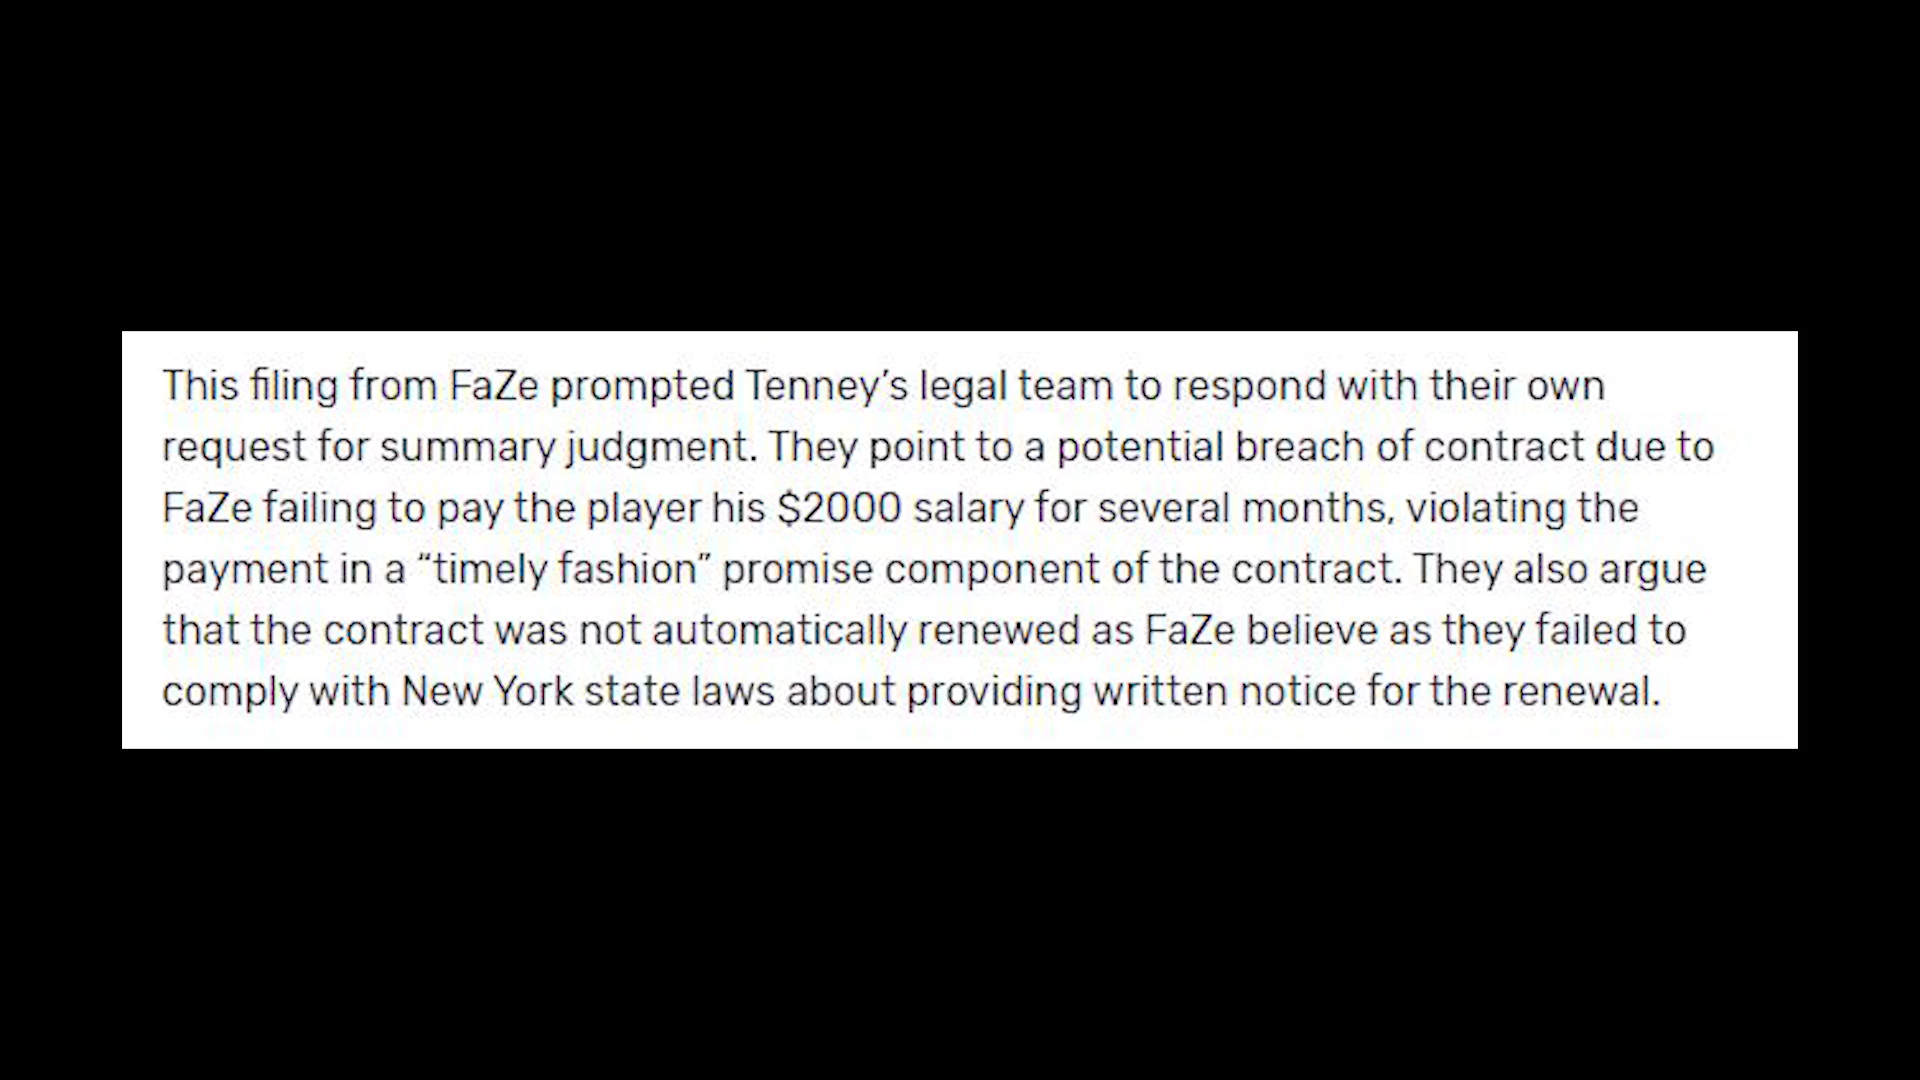 This filing from FaZe prompted Tenney’s legal team to respond with their own
request for summary judgment. They point to a potential breach of contract due to
FaZe failing to pay the player his $2000 salary for several months, violating the
payment in a “timely fashion” promise component of the contract. They also argue
that the contract was not automatically renewed as FaZe believe as they failed to
comply with New York state laws about providing written notice for the renewal.